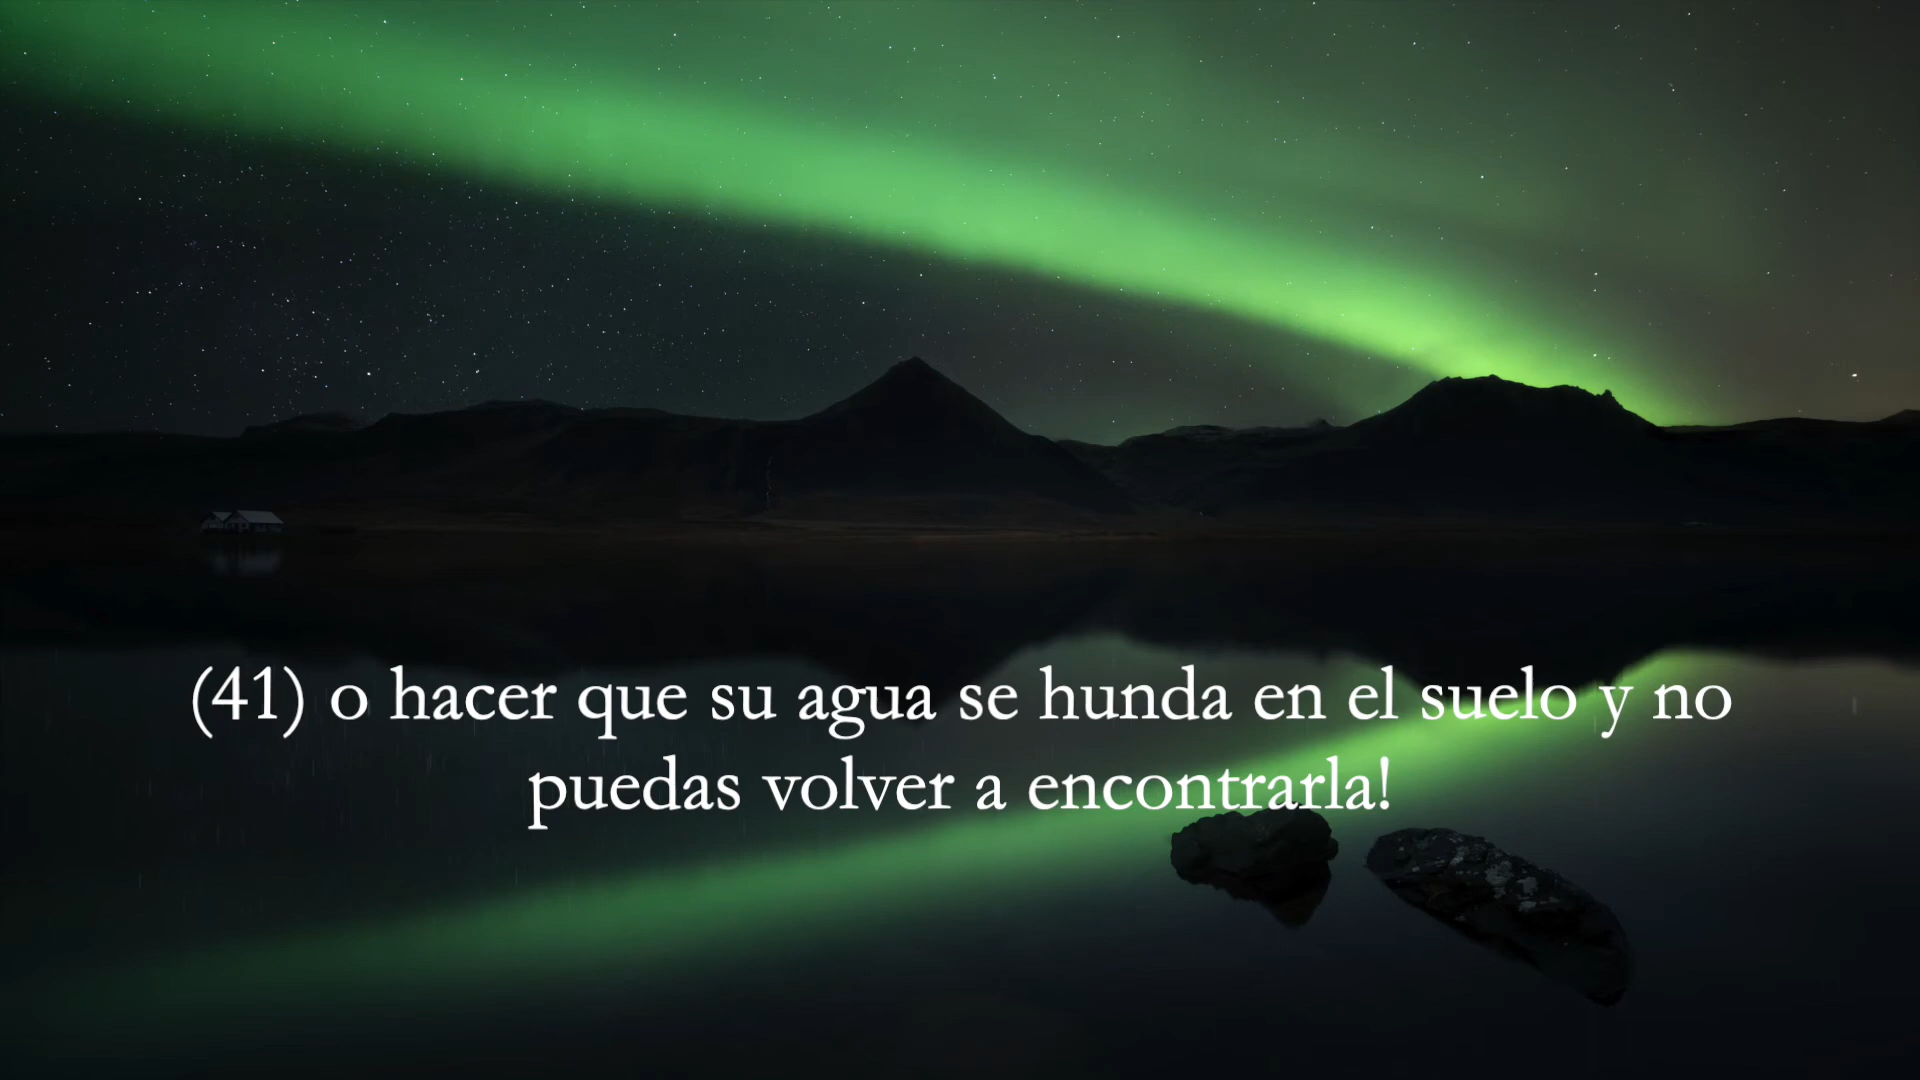 (41) o hacer que su agua se hunda en el suelo y no
puedas volver a encontrarla!